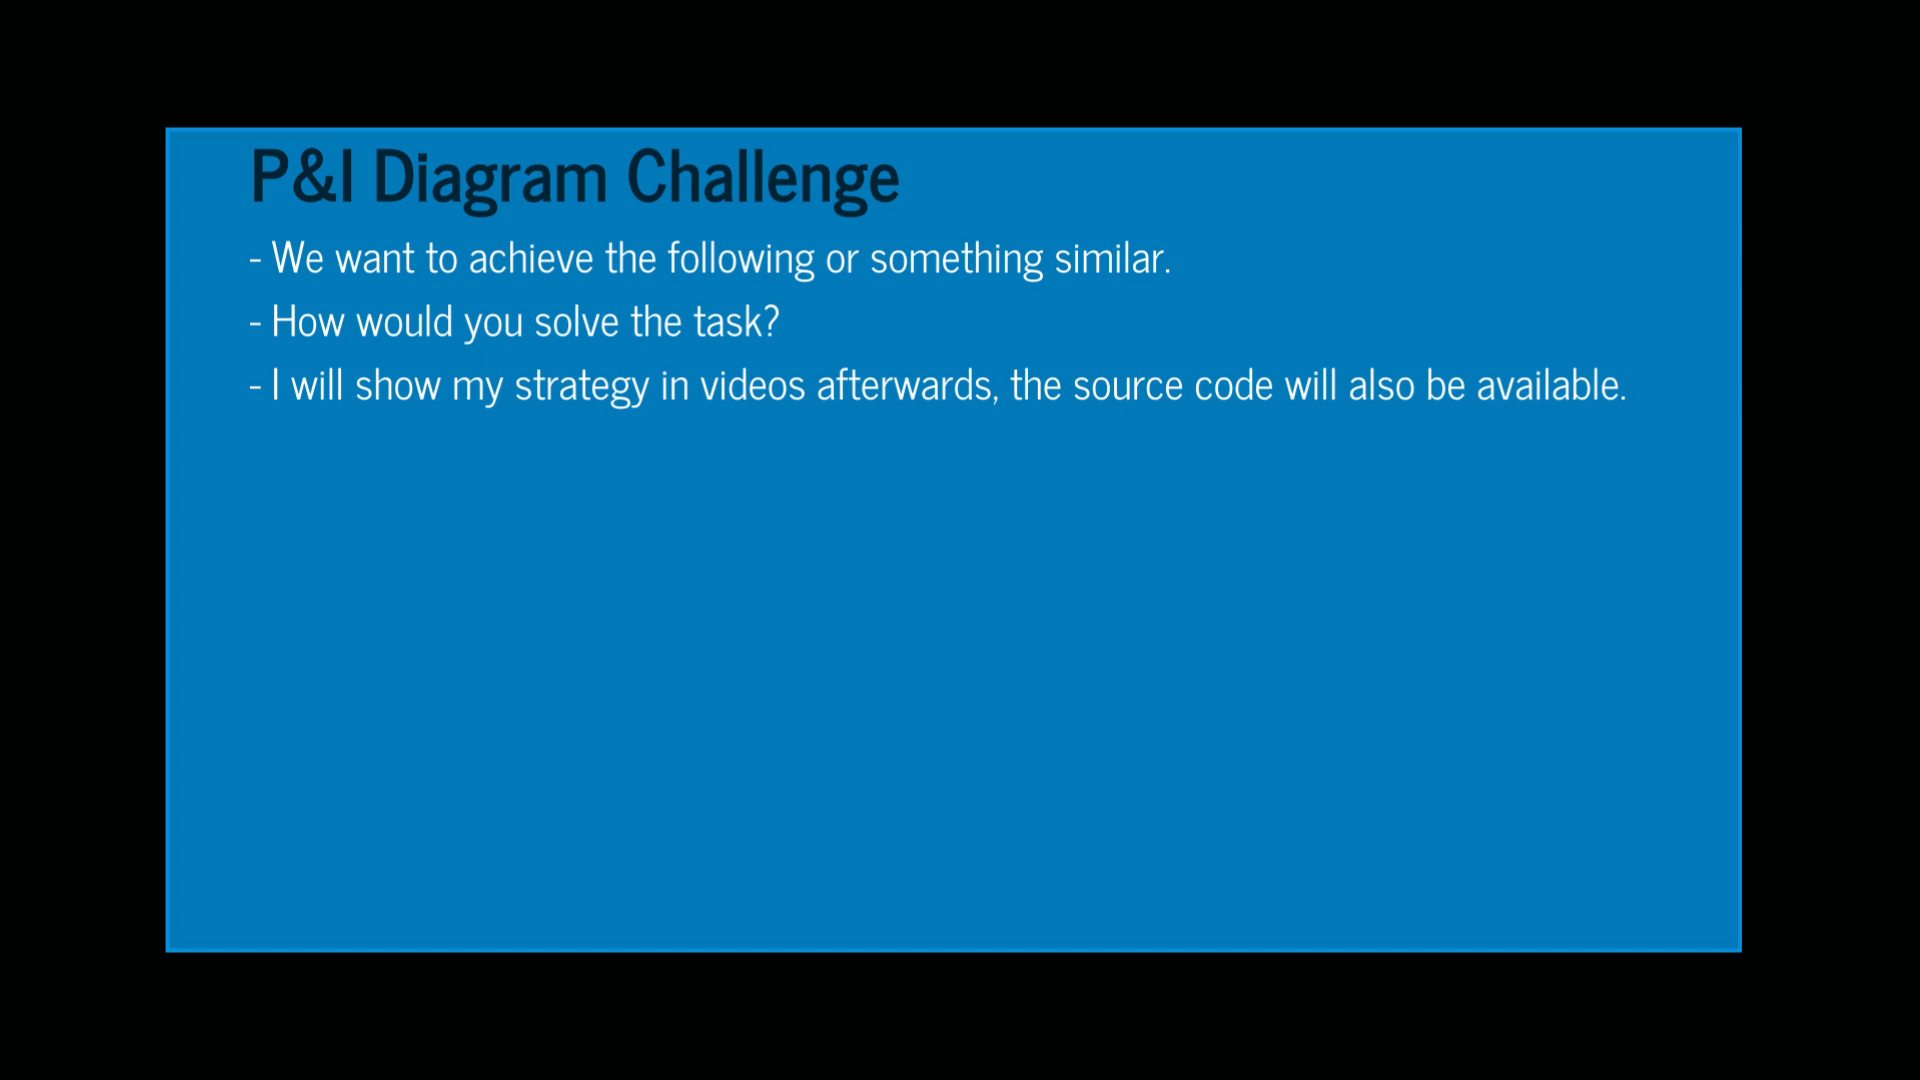 P&I Diagram Challenge
- We want to achieve the following or something similar.
- How would you solve the task?
- I will show my strategy in videos afterwards, the source code will also be available.